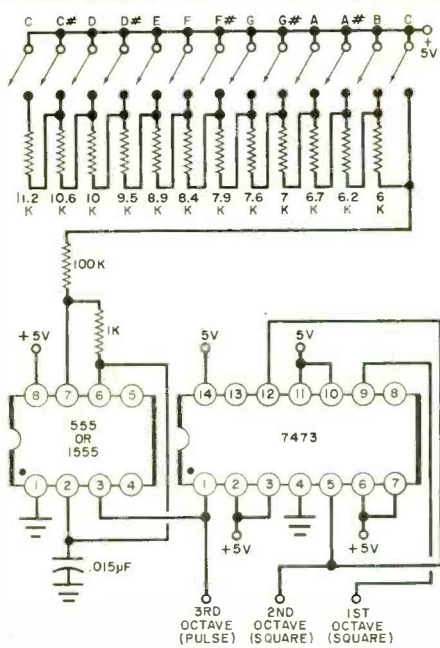 C C# D D# E F F# G G# A A# B C
+5V
11.2 K 10.6 K 10 K 9.5 K 8.9 K 8.4 K 7.9 K 7.6 K 7 K 6.7 K 6.2 K 6 K
100K
1K
+5V
5V
5V
8 7 6 5
14 13 12 11 10 9 8
555 OR 1555
7473
1 2 3 4
1 2 3 4 5 6 7
+5V
+5V
.015µF
3RD OCTAVE (PULSE)
2ND OCTAVE (SQUARE)
1ST OCTAVE (SQUARE)